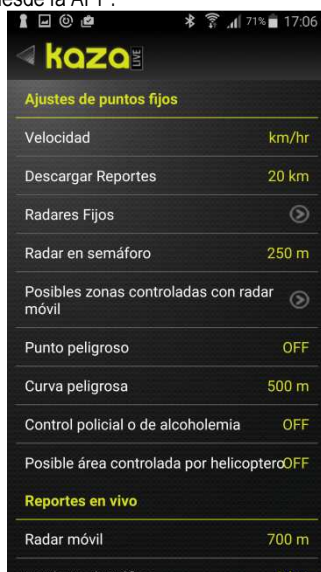 desde la APP.
71% 17:06
kaza LIVE
Ajustes de puntos fijos
Velocidad km/hr
Descargar Reportes 20 km
Radares Fijos
Radar en semáforo 250 m
Posibles zonas controladas con radar
móvil
Punto peligroso OFF
Curva peligrosa 500 m
Control policial o de alcoholemia OFF
Posible área controlada por helicopteroOFF
Reportes en vivo
Radar móvil 700 m